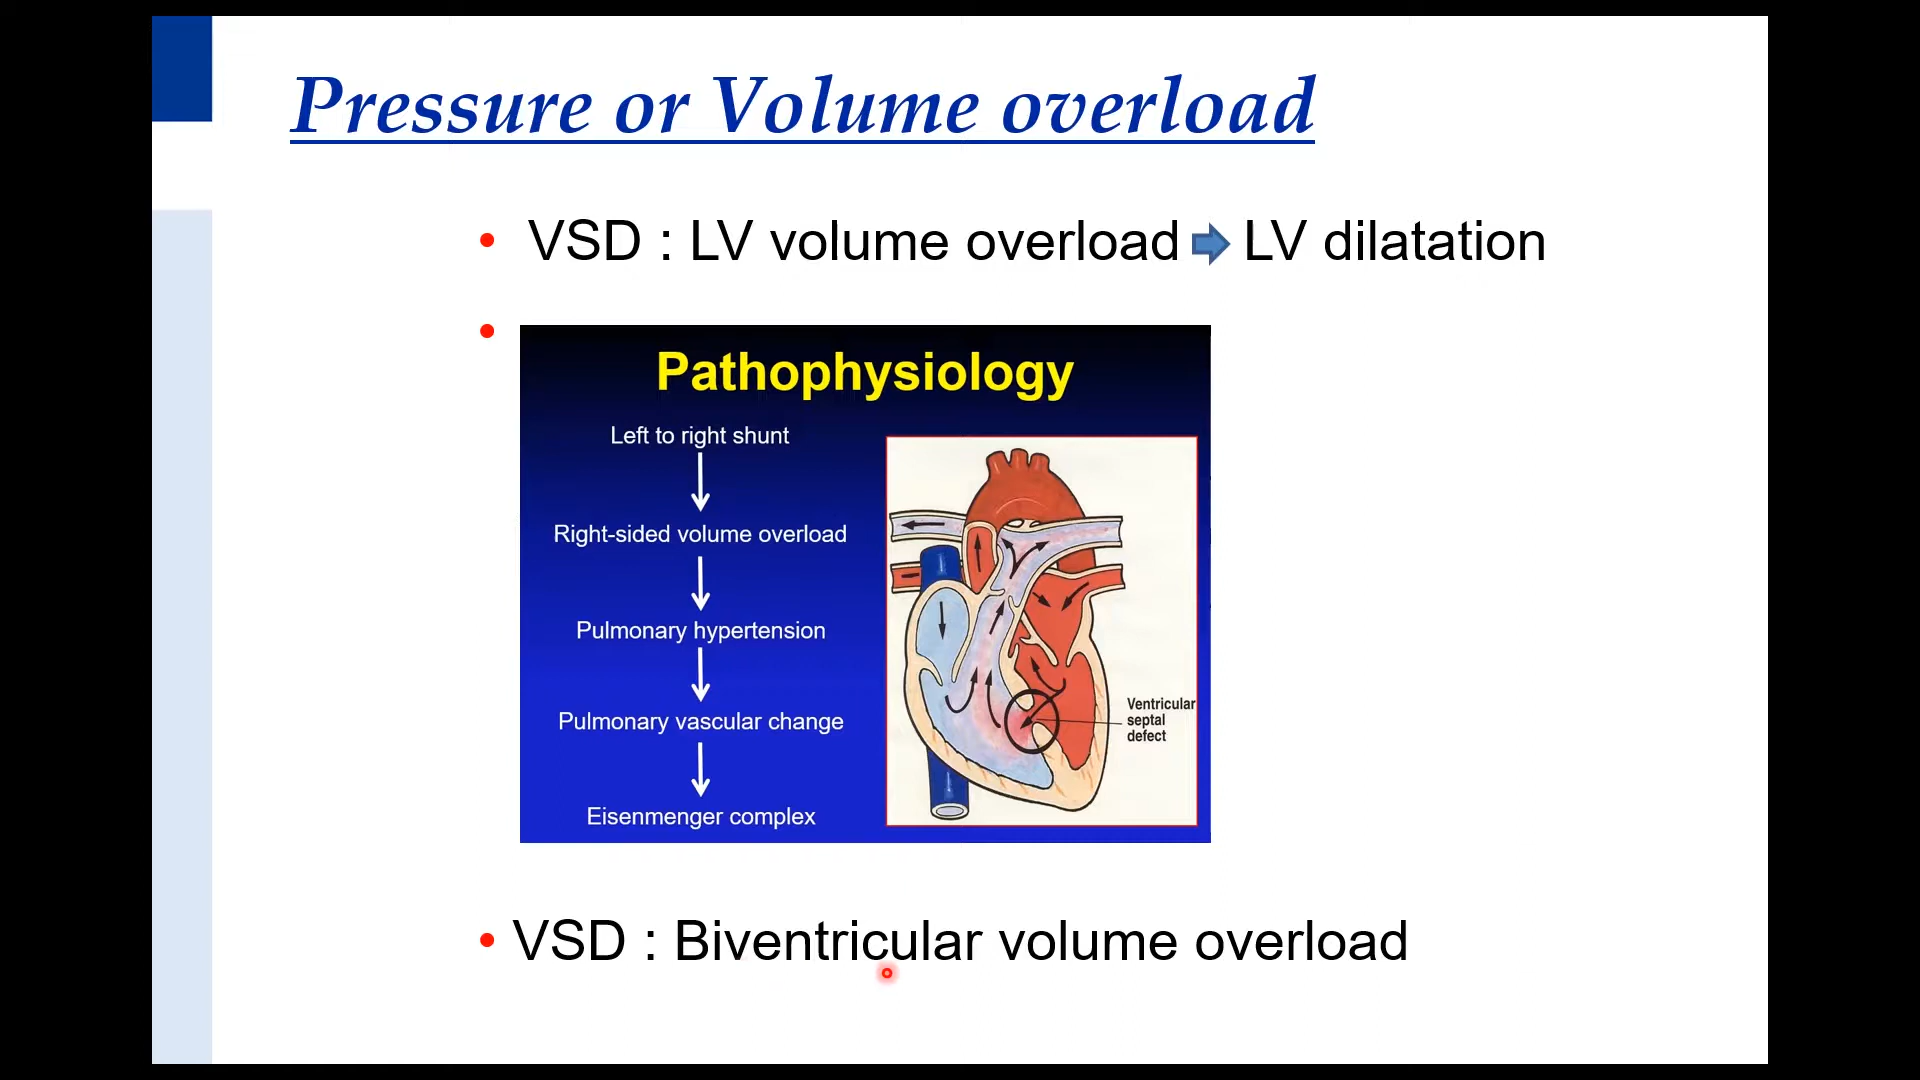 Pressure or Volume overload
VSD : LV volume overload LV dilatation
Pathophysiology
Left to right shunt
Right-sided volume overload
Pulmonary hypertension
Pulmonary vascular change
Eisenmenger complex
Ventricular
septal
defect
VSD : Biventricular volume overload